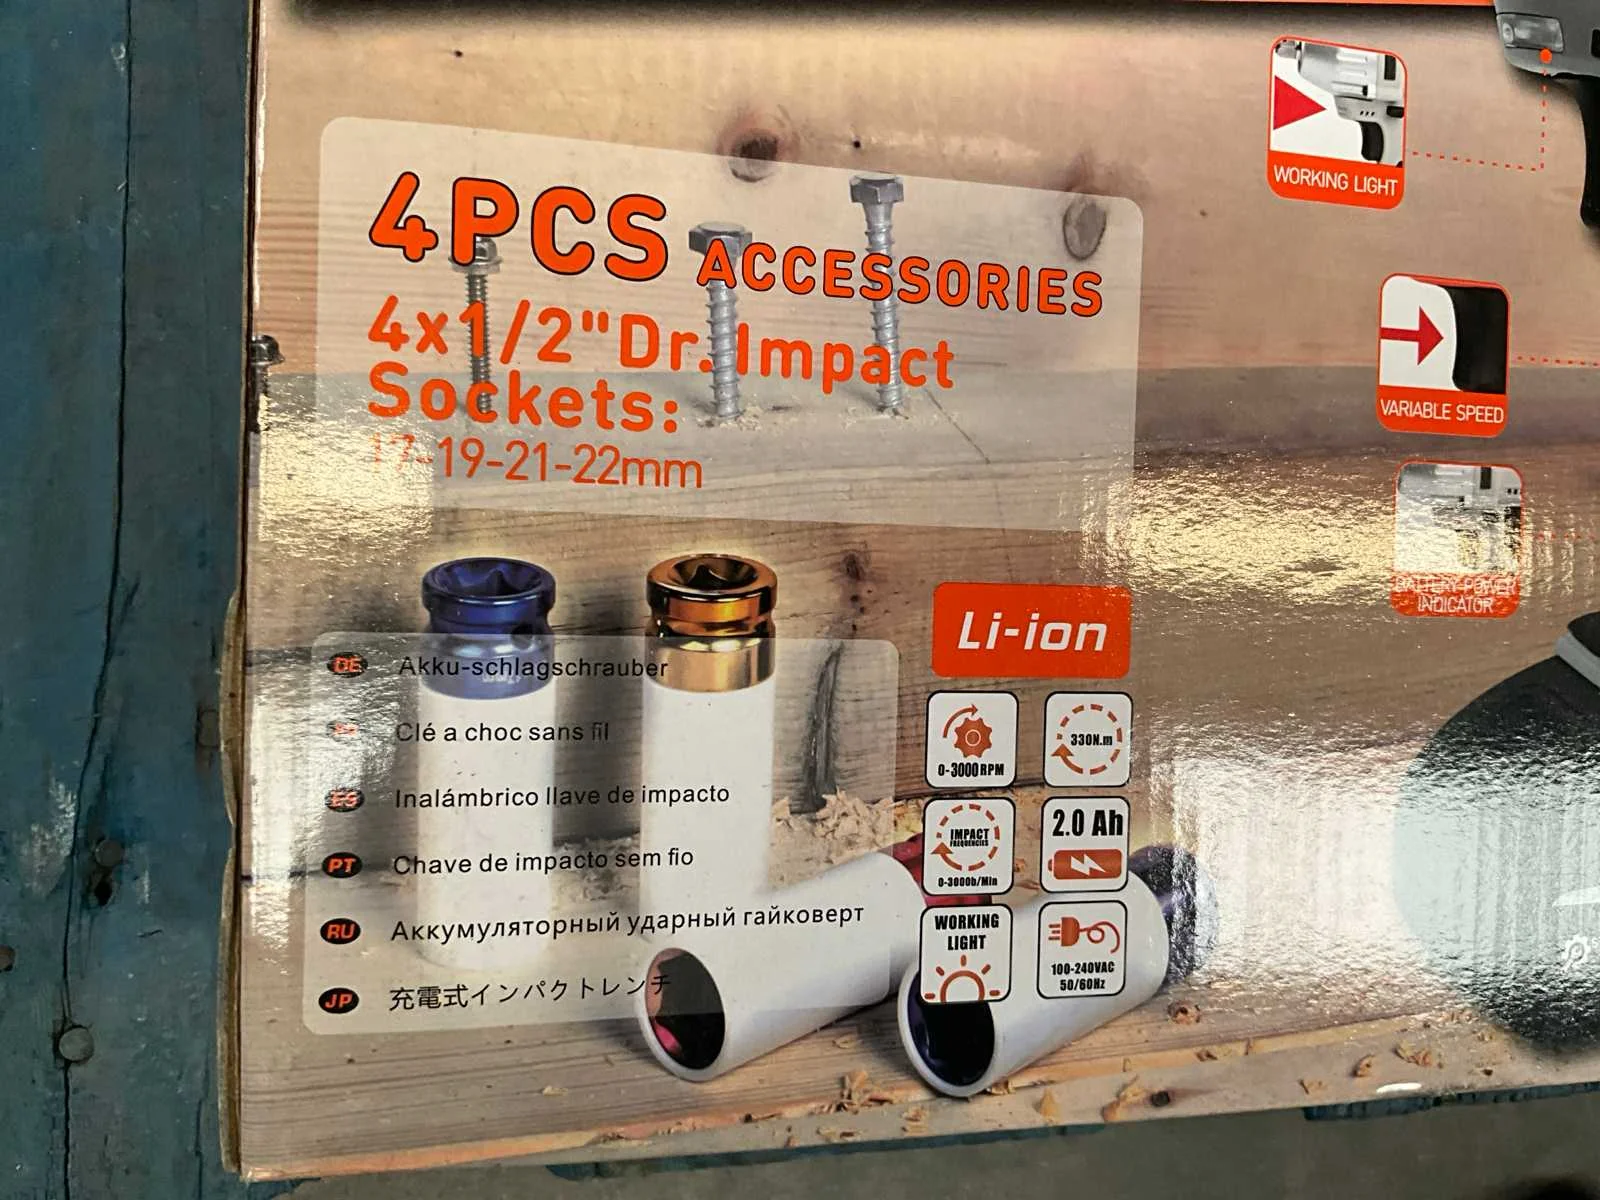 4PCS ACCESSORIES
4x1/2"Dr. Impact
Sockets:
17-19-21-22mm
WORKING LIGHT
VARIABLE SPEED
BATTERY POWER
INDICATOR
Li-ion
0-3000RPM
330N.m
IMPACT
FREQUENCIES
0-3000b/Min
2.0 Ah
WORKING
LIGHT
100-240VAC
50/60Hz
DE Akku-schlagschrauber
Clé a choc sans fil
ES Inalámbrico llave de impacto
PT Chave de impacto sem fio
RU Аккумуляторный ударный гайковерт
JP 充電式インパクトレンチ